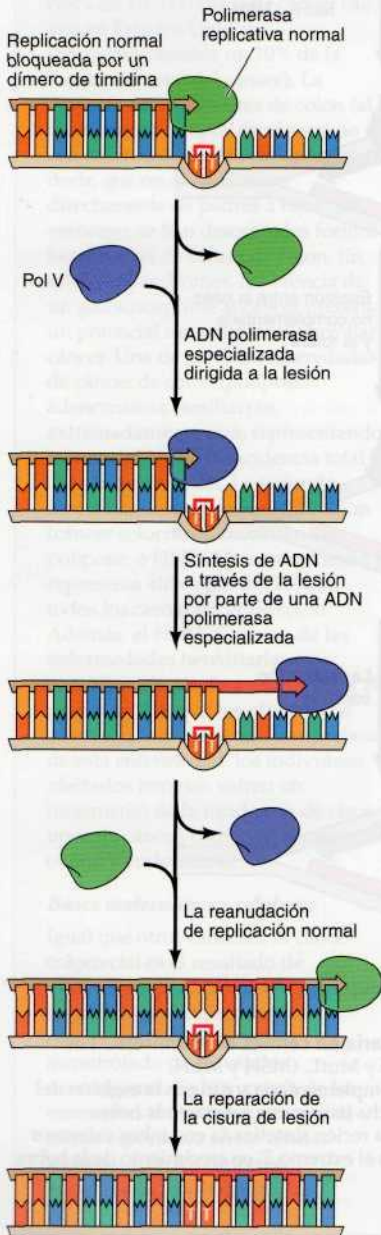 Polimerasa
replicativa normal
Replicación normal
bloqueada por un
dímero de timidina
Pol V
ADN polimerasa
especializada
dirigida a la lesión
Síntesis de ADN
a través de la lesión
por parte de una ADN
polimerasa
especializada
La reanudación
de replicación normal
La reparación de
la cisura de lesión